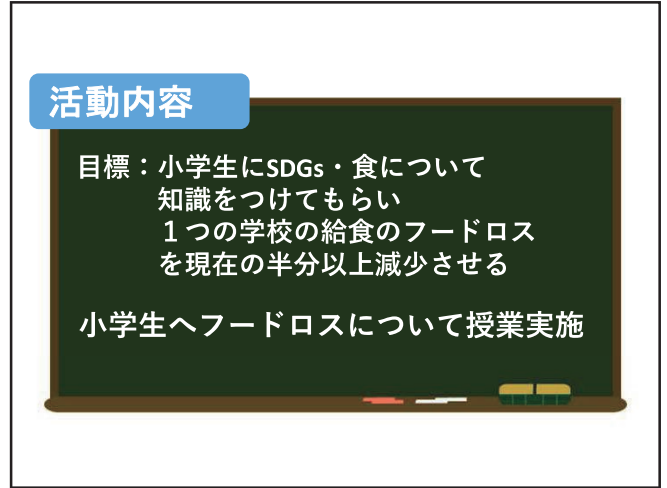 活動内容
目標：小学生にSDGs・食について
知識をつけてもらい
１つの学校の給食のフードロス
を現在の半分以上減少させる
小学生へフードロスについて授業実施